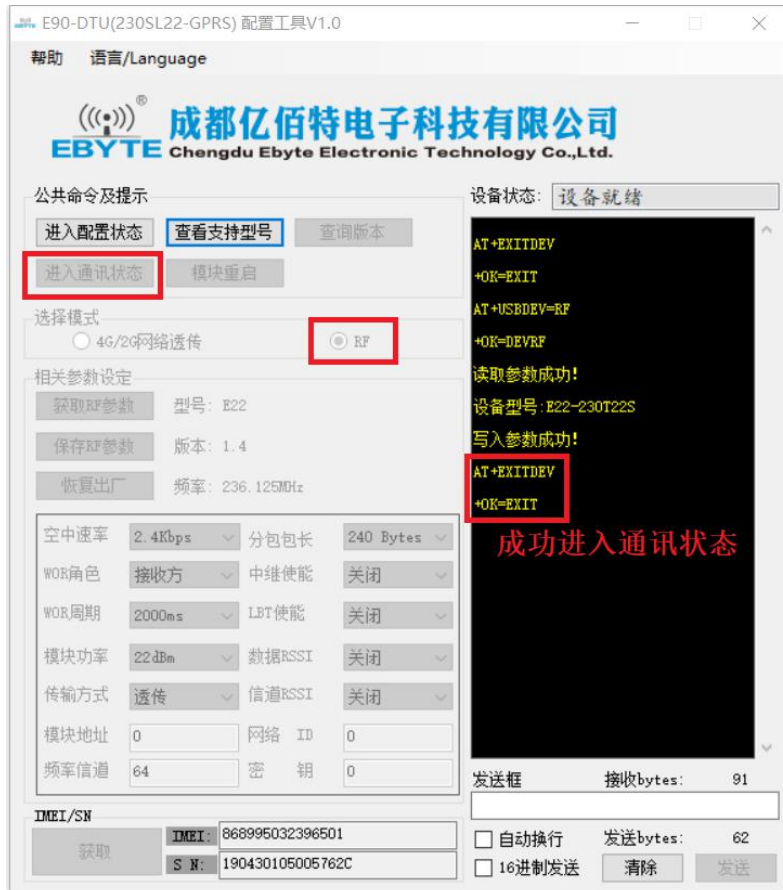 E90-DTU(230SL22-GPRS) 配置工具V1.0
帮助 语言/Language
EBYTE
成都亿佰特电子科技有限公司
Chengdu Ebyte Electronic Technology Co.,Ltd.
公共命令及提示
进入配置状态 查看支持型号 查询版本
进入通讯状态 模块重启
选择模式
4G/2G网络透传 RF
相关参数设定
获取RF参数 型号: E22
保存RF参数 版本: 1.4
恢复出厂 频率: 236.125MHz
空中速率 2.4Kbps 分包包长 240 Bytes
WOR角色 接收方 中继使能 关闭
WOR周期 2000ms LBT使能 关闭
模块功率 22dBm 数据RSSI 关闭
传输方式 透传 信道RSSI 关闭
模块地址 0 网络 ID 0
频率信道 64 密 钥 0
IMEI/SN
获取
IMEI: 868995032396501
S N: 190430105005762C
设备状态: 设备就绪
AT+EXITDEV
+OK=EXIT
AT+USBDEV=RF
+OK=DEVRF
读取参数成功!
设备型号:E22-230T22S
写入参数成功!
AT+EXITDEV
+OK=EXIT
成功进入通讯状态
发送框 接收bytes: 91
自动换行 发送bytes: 62
16进制发送 清除 发送